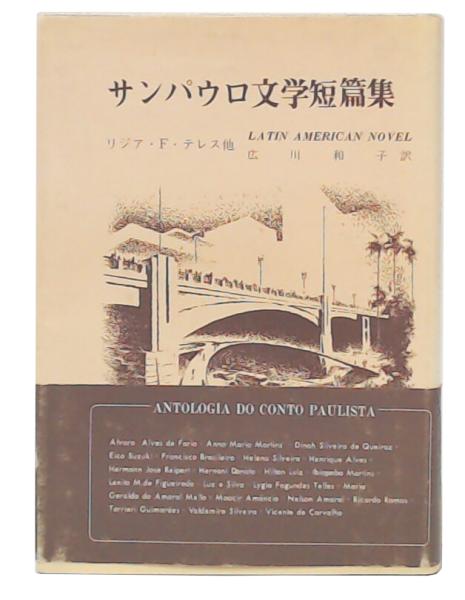 サンパウロ文学短篇集
LATIN AMERICAN NOVEL
リジア・F・テレス他
広川和子訳
ANTOLOGIA DO CONTO PAULISTA
Alvaro Alves de Faria · Anna Maria Martins · Dinah Silveira de Queiroz ·
Eico Suzuki · Francisco Brasileiro · Helena Silveira · Henrique Alves ·
Hermann José Reipert · Hernani Donato · Hilton Luiz · Ibiapaba Martins ·
Lenita M.de Figueiredo · Luz e Silva · Lygia Fagundes Telles · Maria
Geralda do Amaral Mello · Moacir Amâncio · Nelson Amaral · Ricardo Ramos ·
Torrieri Guimarães · Valdomiro Silveira · Vicente de Carvalho